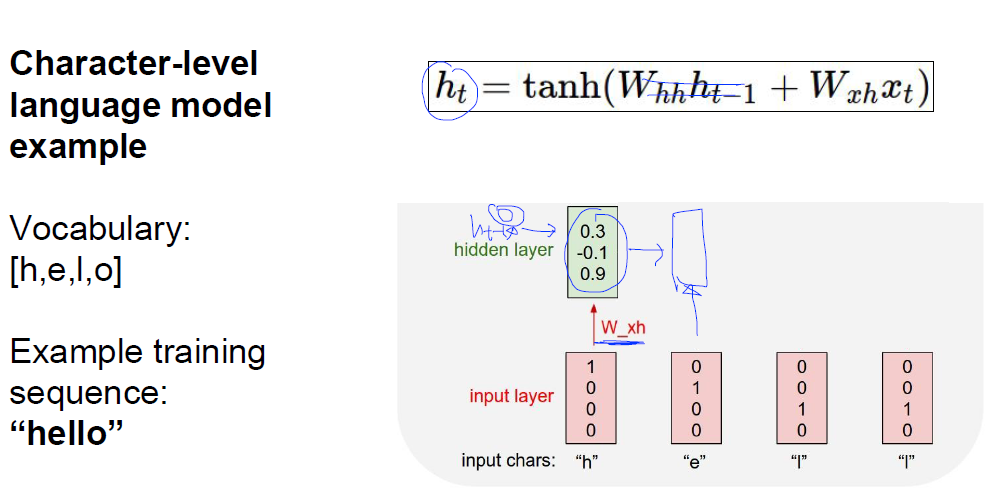 Character-level
language model
example
Vocabulary:
[h,e,l,o]
Example training
sequence:
“hello”
h_t = tanh(W_{hh}h_{t-1} + W_{xh}x_t)
hidden layer
0.3
-0.1
0.9
W_xh
input layer
1 0 0 0
0 1 0 0
0 0 1 1
0 0 0 0
input chars: “h” “e” “l” “l”